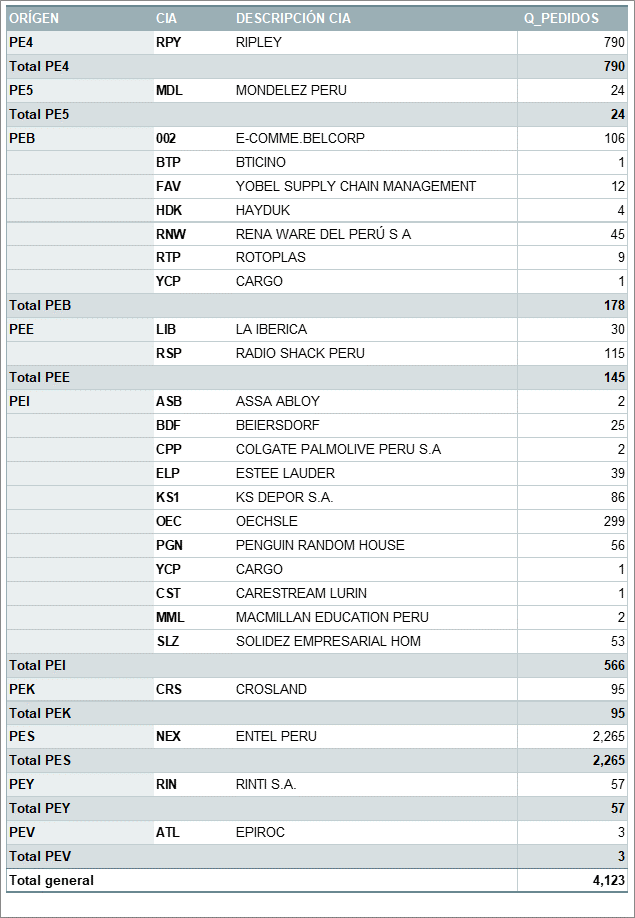 ORÍGEN CIA DESCRIPCIÓN CIA Q_PEDIDOS
PE4 RPY RIPLEY 790
Total PE4 790
PE5 MDL MONDELEZ PERU 24
Total PE5 24
PEB 002 E-COMME.BELCORP 106
BTP BTICINO 1
FAV YOBEL SUPPLY CHAIN MANAGEMENT 12
HDK HAYDUK 4
RNW RENA WARE DEL PERÚ S A 45
RTP ROTOPLAS 9
YCP CARGO 1
Total PEB 178
PEE LIB LA IBERICA 30
RSP RADIO SHACK PERU 115
Total PEE 145
PEI ASB ASSA ABLOY 2
BDF BEIERSDORF 25
CPP COLGATE PALMOLIVE PERU S.A 2
ELP ESTEE LAUDER 39
KS1 KS DEPOR S.A. 86
OEC OECHSLE 299
PGN PENGUIN RANDOM HOUSE 56
YCP CARGO 1
CST CARESTREAM LURIN 1
MML MACMILLAN EDUCATION PERU 2
SLZ SOLIDEZ EMPRESARIAL HOM 53
Total PEI 566
PEK CRS CROSLAND 95
Total PEK 95
PES NEX ENTEL PERU 2,265
Total PES 2,265
PEY RIN RINTI S.A. 57
Total PEY 57
PEV ATL EPIROC 3
Total PEV 3
Total general 4,123